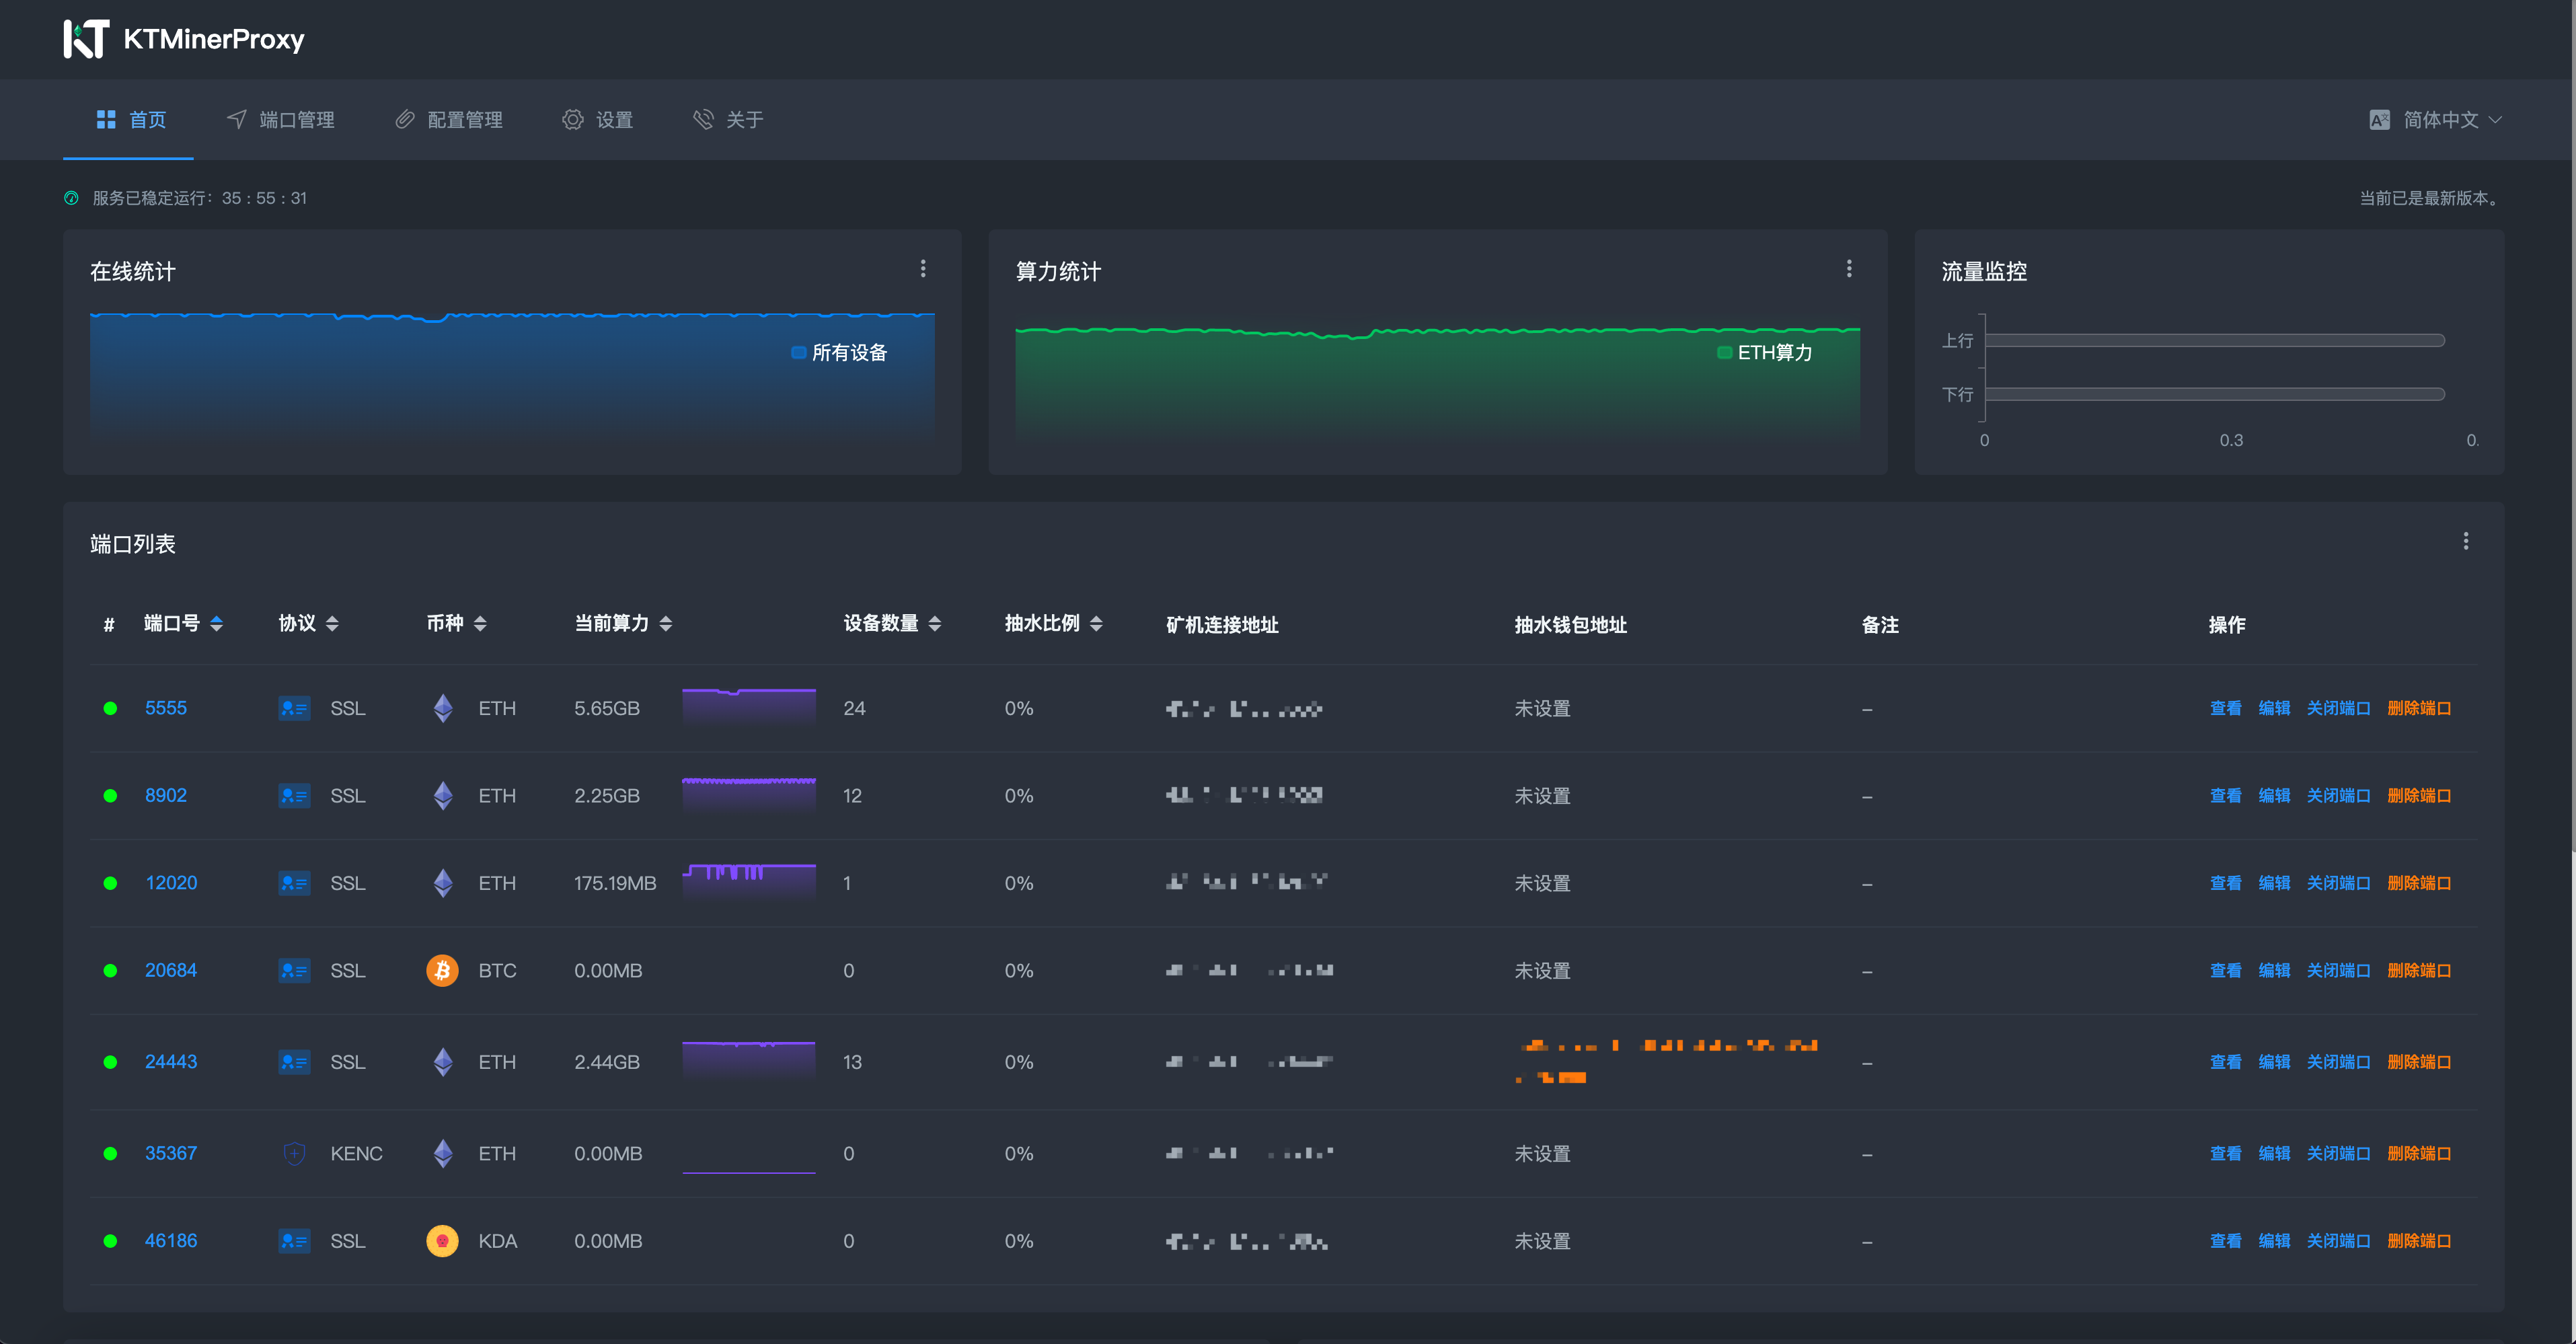 KTMinerProxy
首页 端口管理 配置管理 设置 关于 简体中文
服务已稳定运行：35 : 55 : 31 当前已是最新版本。
在线统计 算力统计 流量监控
所有设备 ETH算力
上行
下行
0 0.3 0.
端口列表
# 端口号 协议 币种 当前算力 设备数量 抽水比例 矿机连接地址 抽水钱包地址 备注 操作
5555 SSL ETH 5.65GB 24 0% 未设置 – 查看 编辑 关闭端口 删除端口
8902 SSL ETH 2.25GB 12 0% 未设置 – 查看 编辑 关闭端口 删除端口
12020 SSL ETH 175.19MB 1 0% 未设置 – 查看 编辑 关闭端口 删除端口
20684 SSL BTC 0.00MB 0 0% 未设置 – 查看 编辑 关闭端口 删除端口
24443 SSL ETH 2.44GB 13 0% – 查看 编辑 关闭端口 删除端口
35367 KENC ETH 0.00MB 0 0% 未设置 – 查看 编辑 关闭端口 删除端口
46186 SSL KDA 0.00MB 0 0% 未设置 – 查看 编辑 关闭端口 删除端口